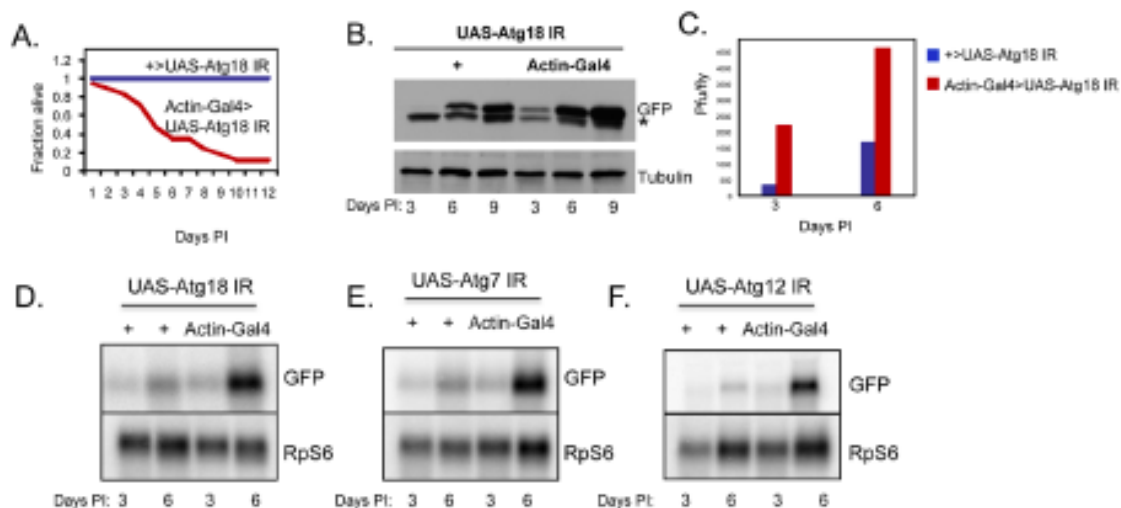 A.
1.2
1
0.8
0.6
0.4
0.2
0
+>UAS-Atg18 IR
Actin-Gal4>
UAS-Atg18 IR
Fraction alive
1 2 3 4 5 6 7 8 9 10 11 12
Days PI
B.
UAS-Atg18 IR
+ Actin-Gal4
GFP
*
Tubulin
Days PI: 3 6 9 3 6 9
C.
Pfu/fly
3 6
Days PI
+>UAS-Atg18 IR
Actin-Gal4>UAS-Atg18 IR
D.
UAS-Atg18 IR
+ + Actin-Gal4
GFP
RpS6
Days PI: 3 6 3 6
E.
UAS-Atg7 IR
+ + Actin-Gal4
GFP
RpS6
Days PI: 3 6 3 6
F.
UAS-Atg12 IR
+ + Actin-Gal4
GFP
RpS6
Days PI: 3 6 3 6